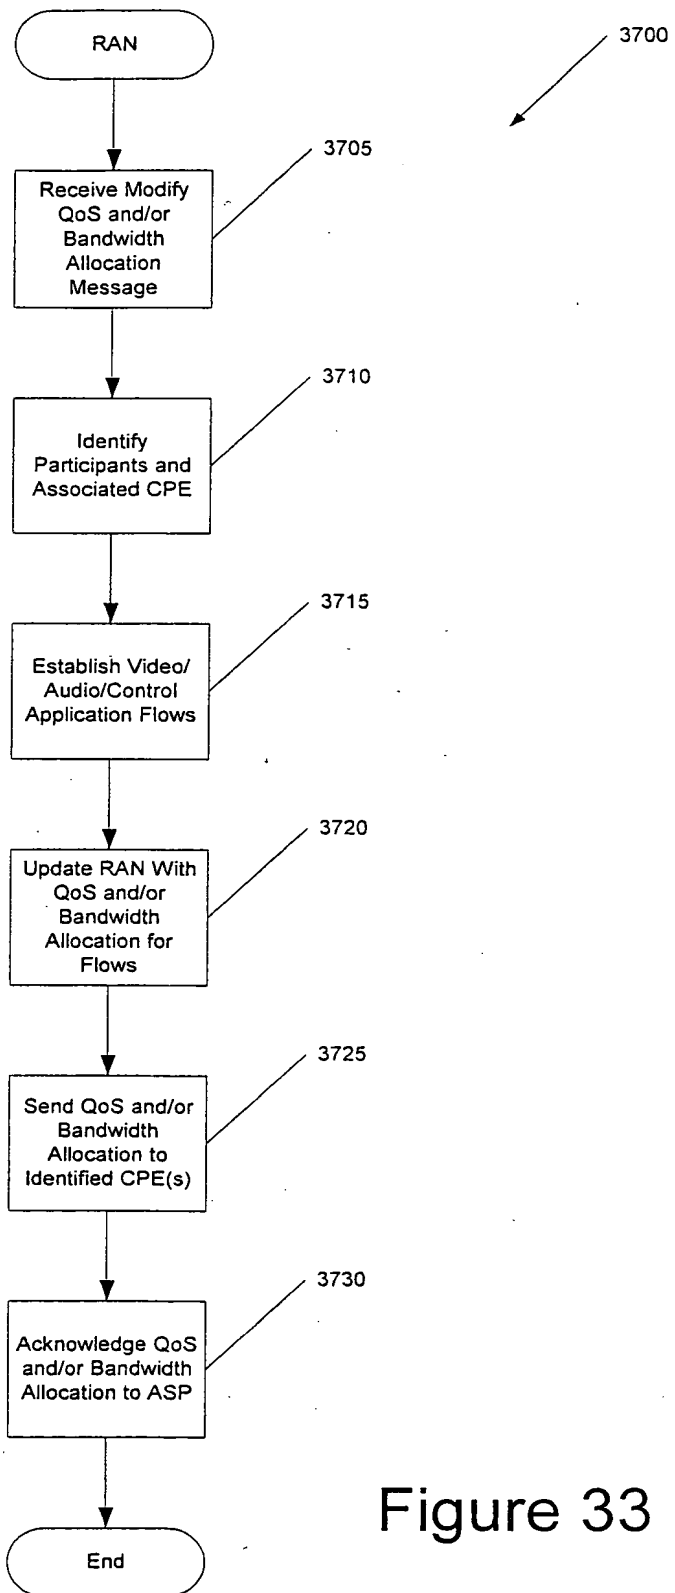 RAN
3700
3705
Receive Modify
QoS and/or
Bandwidth
Allocation
Message
3710
Identify
Participants and
Associated CPE
3715
Establish Video/
Audio/Control
Application Flows
3720
Update RAN With
QoS and/or
Bandwidth
Allocation for
Flows
3725
Send QoS and/or
Bandwidth
Allocation to
Identified CPE(s)
3730
Acknowledge QoS
and/or Bandwidth
Allocation to ASP
End
Figure 33